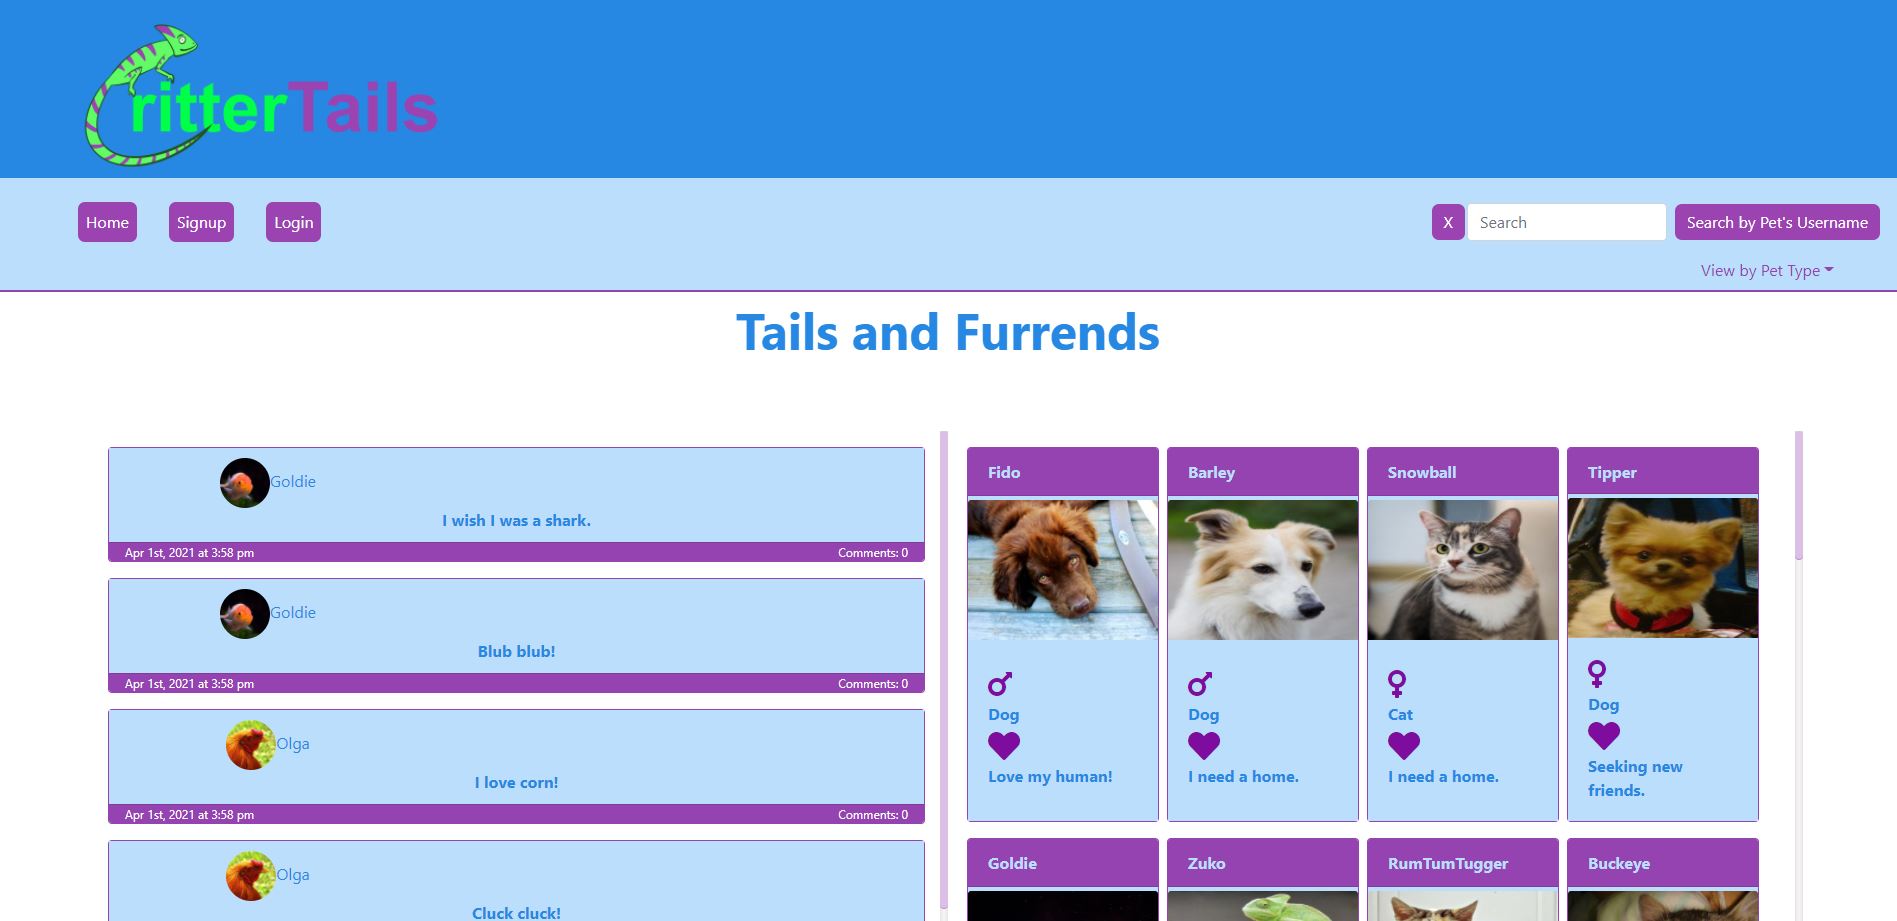 ritterTails
Home
Signup
Login
X
Search
Search by Pet's Username
View by Pet Type
Tails and Furrends
Goldie
I wish I was a shark.
Apr 1st, 2021 at 3:58 pm
Comments: 0
Goldie
Blub blub!
Apr 1st, 2021 at 3:58 pm
Comments: 0
Olga
I love corn!
Apr 1st, 2021 at 3:58 pm
Comments: 0
Olga
Cluck cluck!
Fido
Dog
Love my human!
Barley
Dog
I need a home.
Snowball
Cat
I need a home.
Tipper
Dog
Seeking new
friends.
Goldie
Zuko
RumTumTugger
Buckeye